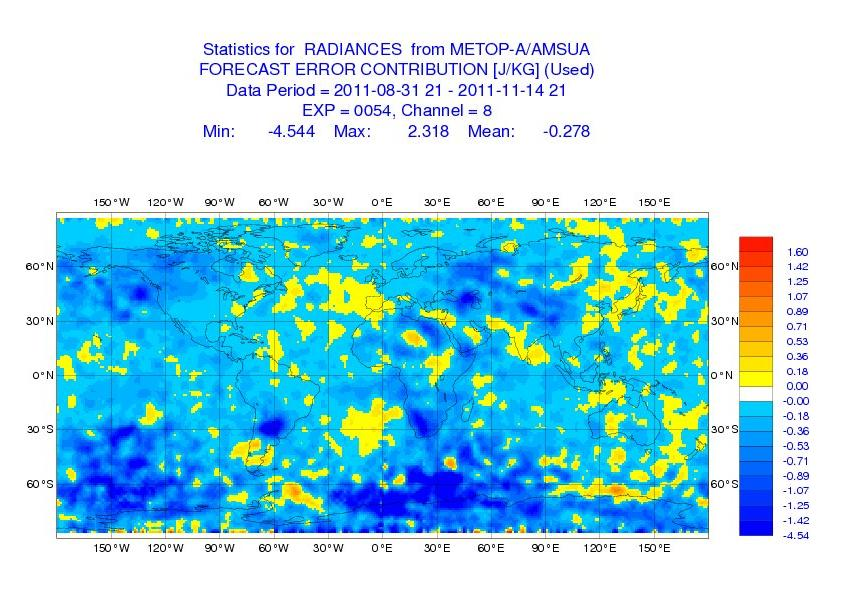 Statistics for RADIANCES from METOP-A/AMSUA
FORECAST ERROR CONTRIBUTION [J/KG] (Used)
Data Period = 2011-08-31 21 - 2011-11-14 21
EXP = 0054, Channel = 8
Min: -4.544 Max: 2.318 Mean: -0.278
150°W 120°W 90°W 60°W 30°W 0°E 30°E 60°E 90°E 120°E 150°E
60°N 60°N
30°N 30°N
0°N 0°N
30°S 30°S
60°S 60°S
150°W 120°W 90°W 60°W 30°W 0°E 30°E 60°E 90°E 120°E 150°E
1.60
1.42
1.25
1.07
0.89
0.71
0.53
0.36
0.18
0.00
-0.00
-0.18
-0.36
-0.53
-0.71
-0.89
-1.07
-1.25
-1.42
-4.54